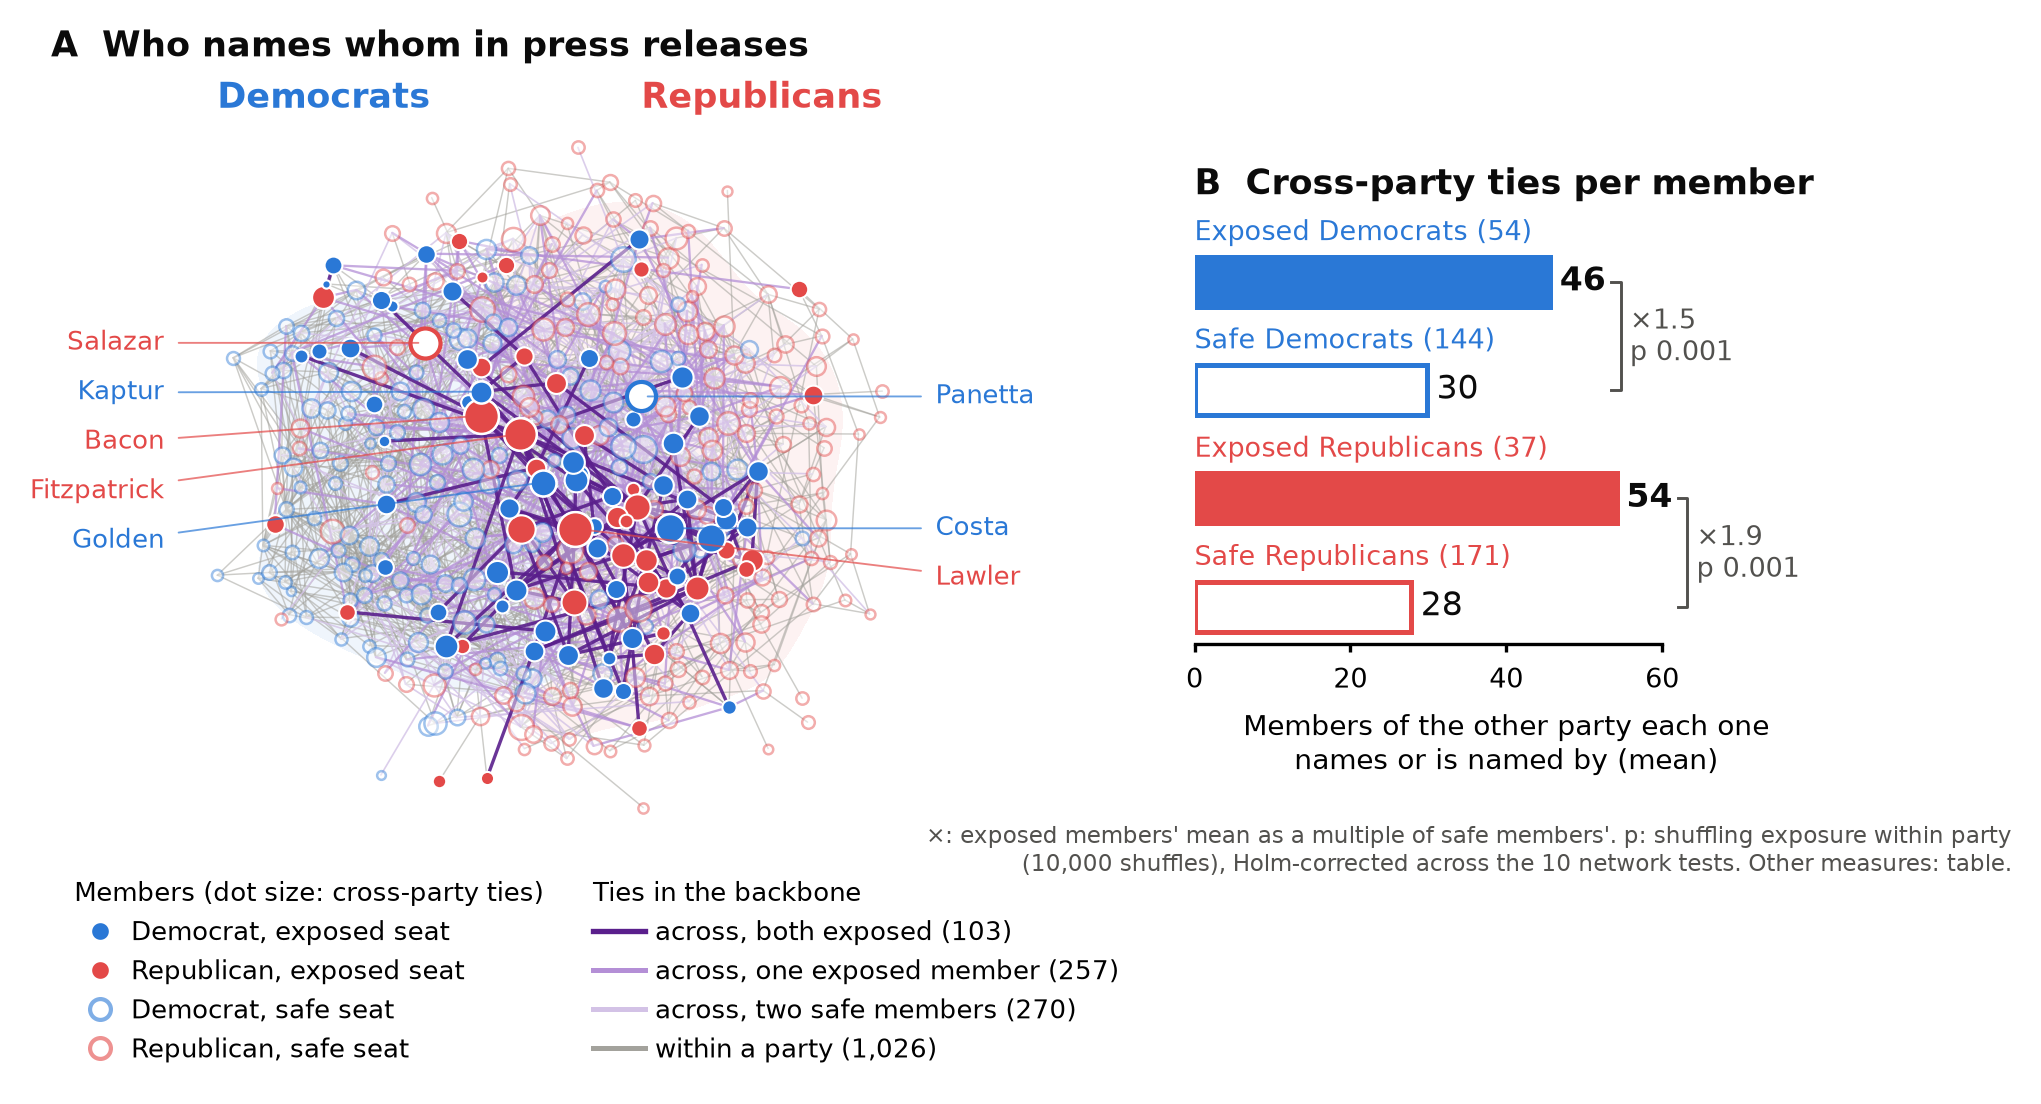 A Who names whom in press releases
Democrats
Republicans
Salazar
Kaptur
Bacon
Fitzpatrick
Golden
Panetta
Costa
Lawler
B Cross-party ties per member
Exposed Democrats (54)
46
Safe Democrats (144)
30
×1.5
p 0.001
Exposed Republicans (37)
54
Safe Republicans (171)
28
×1.9
p 0.001
0 20 40 60
Members of the other party each one
names or is named by (mean)
×: exposed members' mean as a multiple of safe members'. p: shuffling exposure within party
(10,000 shuffles), Holm-corrected across the 10 network tests. Other measures: table.
Members (dot size: cross-party ties)
Democrat, exposed seat
Republican, exposed seat
Democrat, safe seat
Republican, safe seat
Ties in the backbone
across, both exposed (103)
across, one exposed member (257)
across, two safe members (270)
within a party (1,026)